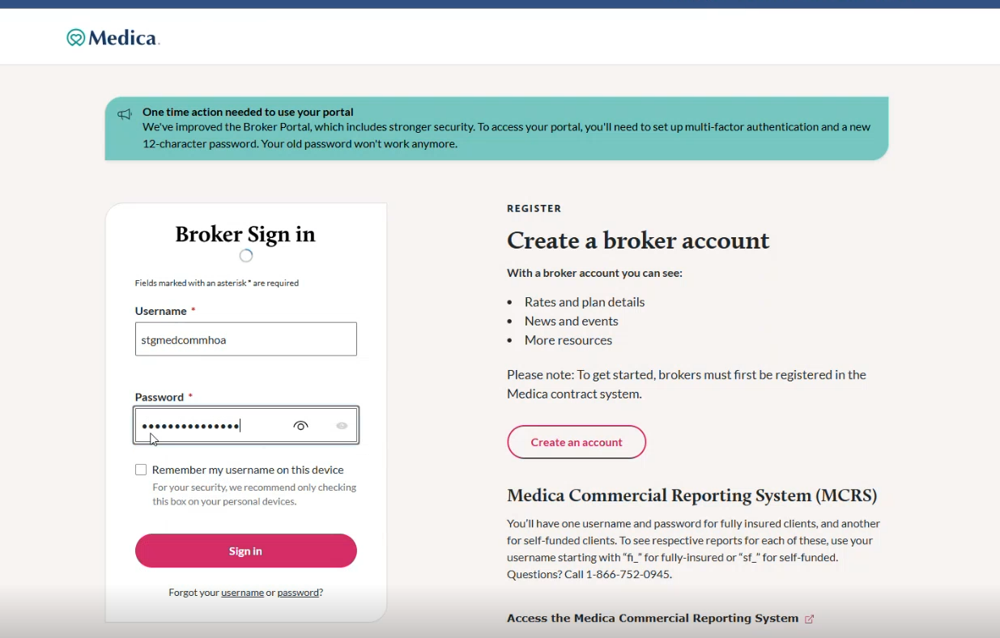 Medica.
One time action needed to use your portal
We've improved the Broker Portal, which includes stronger security. To access your portal, you'll need to set up multi-factor authentication and a new
12-character password. Your old password won't work anymore.
Broker Sign in
Fields marked with an asterisk * are required
Username *
stgmedcommhoa
Password *
•••••••••••••••
Remember my username on this device
For your security, we recommend only checking
this box on your personal devices.
Sign in
Forgot your username or password?
REGISTER
Create a broker account
With a broker account you can see:
• Rates and plan details
• News and events
• More resources
Please note: To get started, brokers must first be registered in the
Medica contract system.
Create an account
Medica Commercial Reporting System (MCRS)
You’ll have one username and password for fully insured clients, and another
for self-funded clients. To see respective reports for each of these, use your
username starting with “fi_” for fully-insured or “sf_” for self-funded.
Questions? Call 1-866-752-0945.
Access the Medica Commercial Reporting System